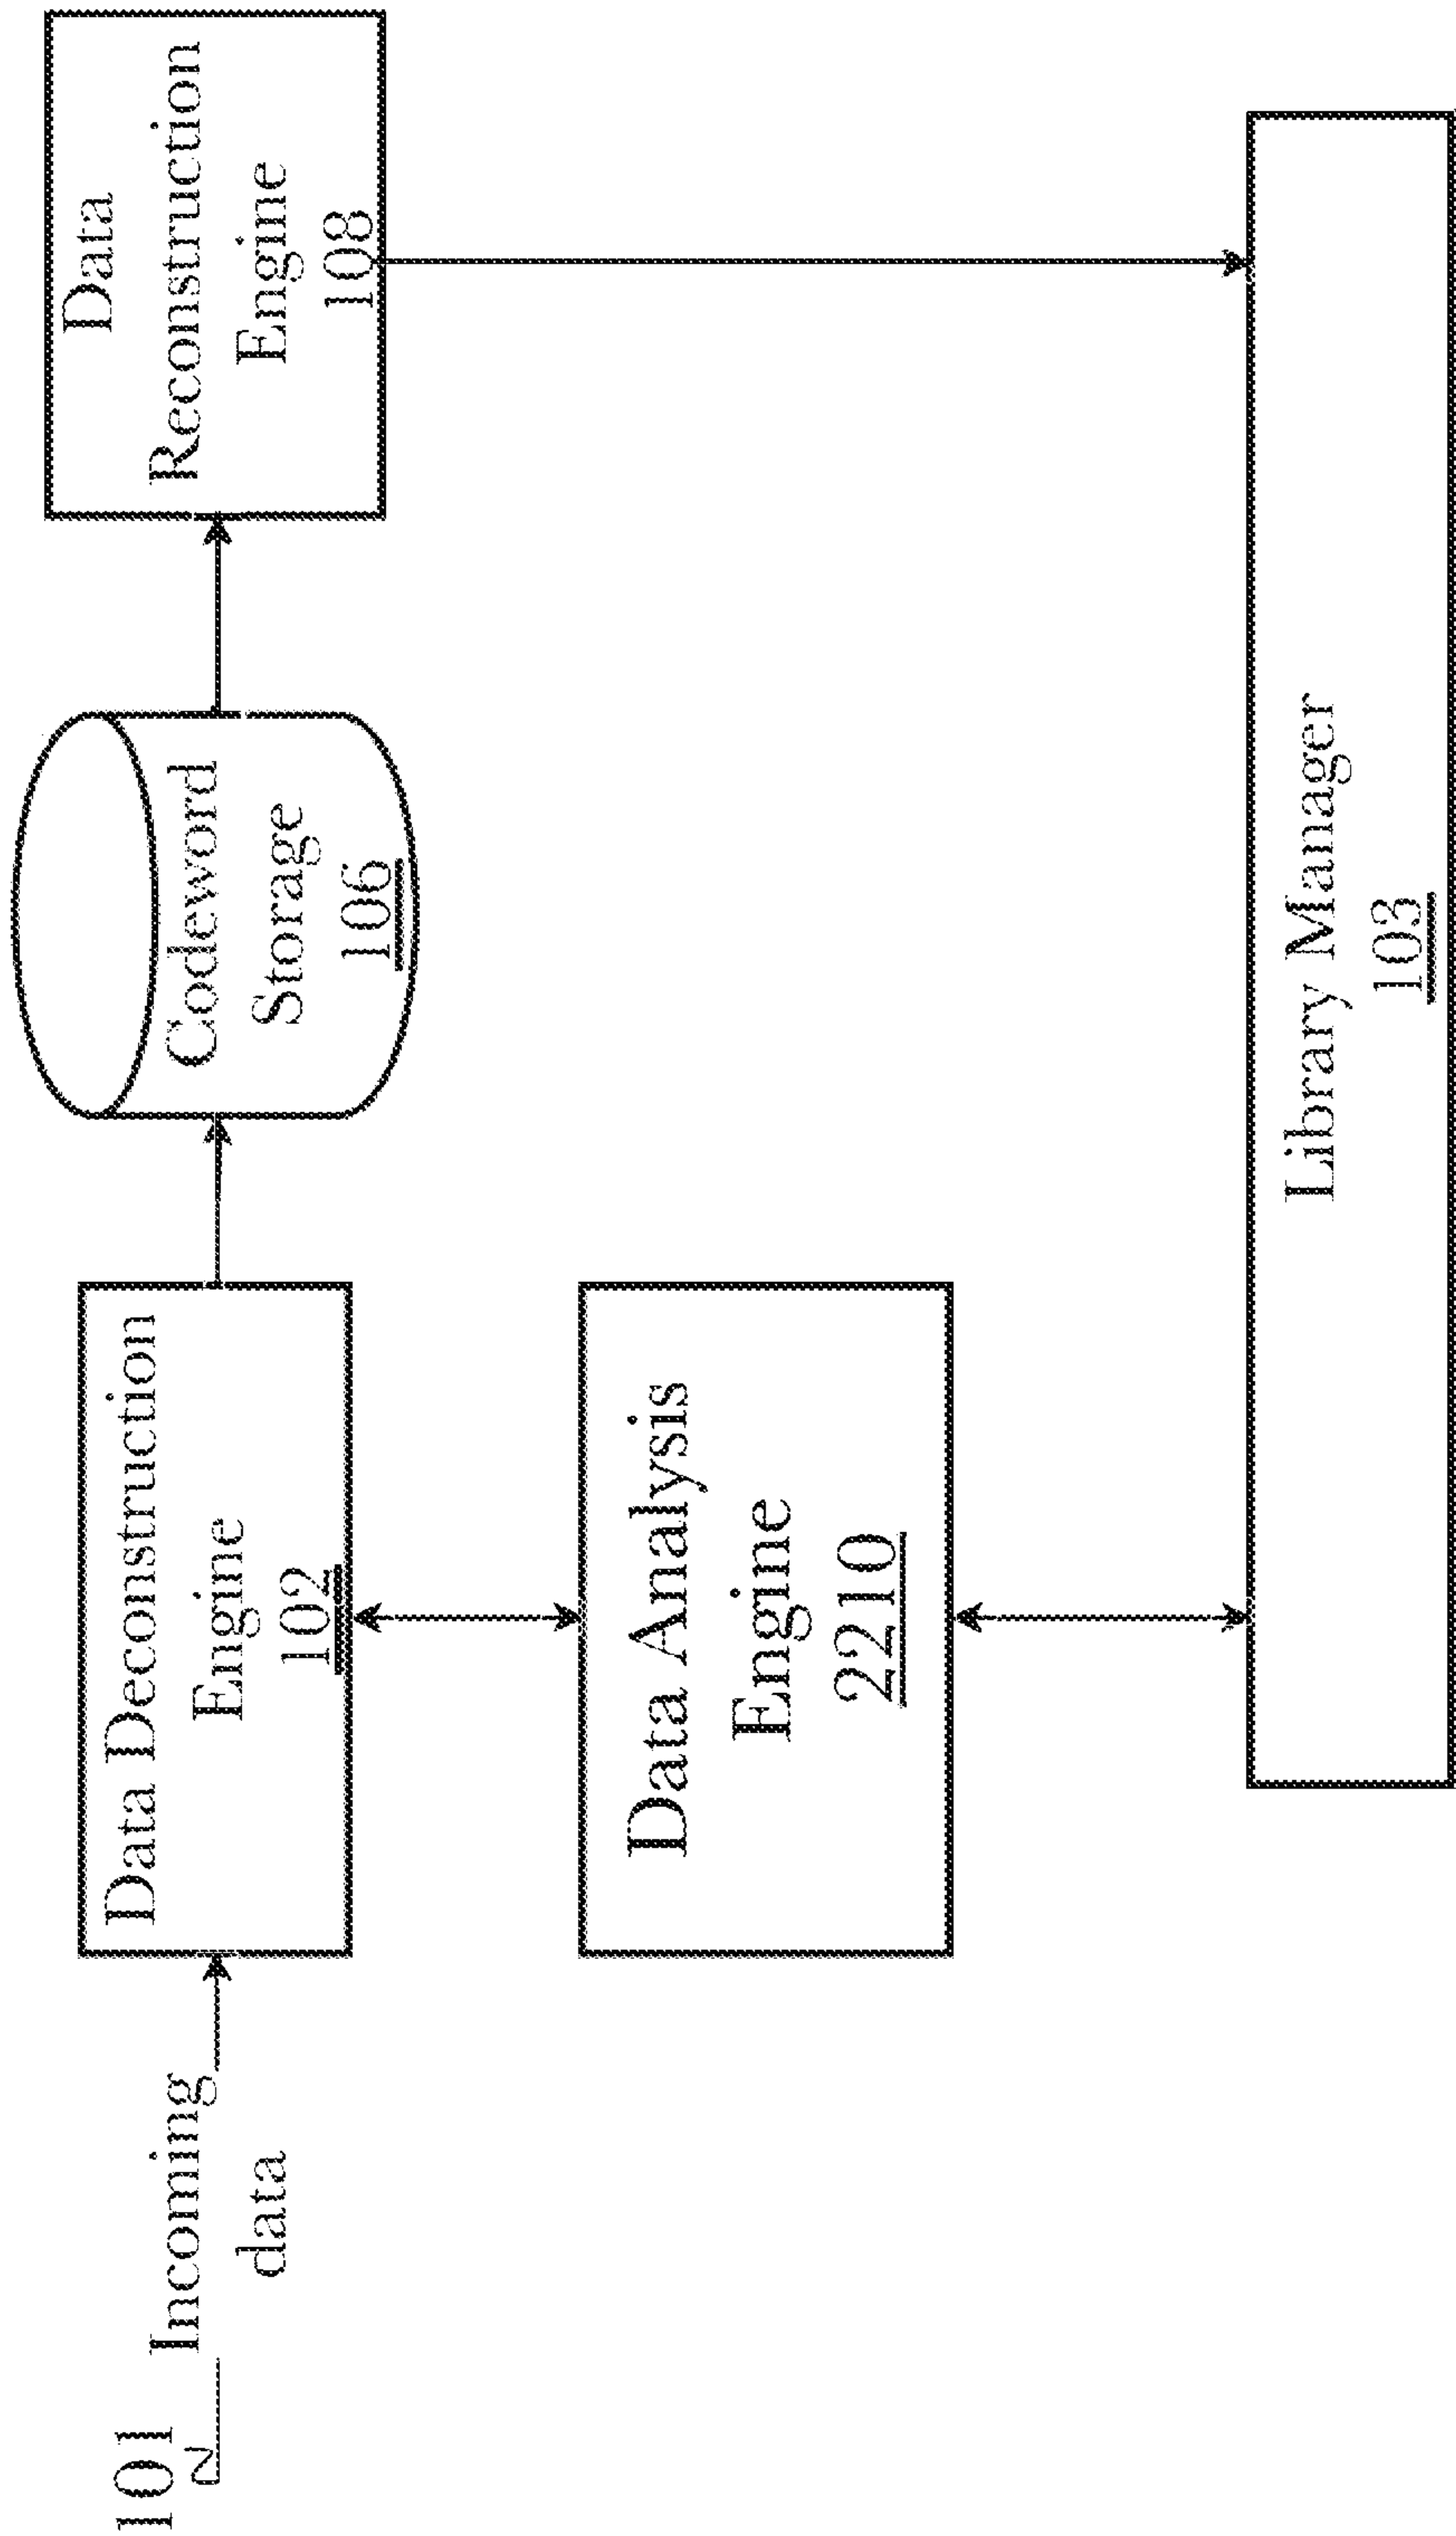 101
Incoming
data
Data Deconstruction
Engine
102
Codeword
Storage
106
Data
Reconstruction
Engine
108
Data Analysis
Engine
2210
Library Manager
103